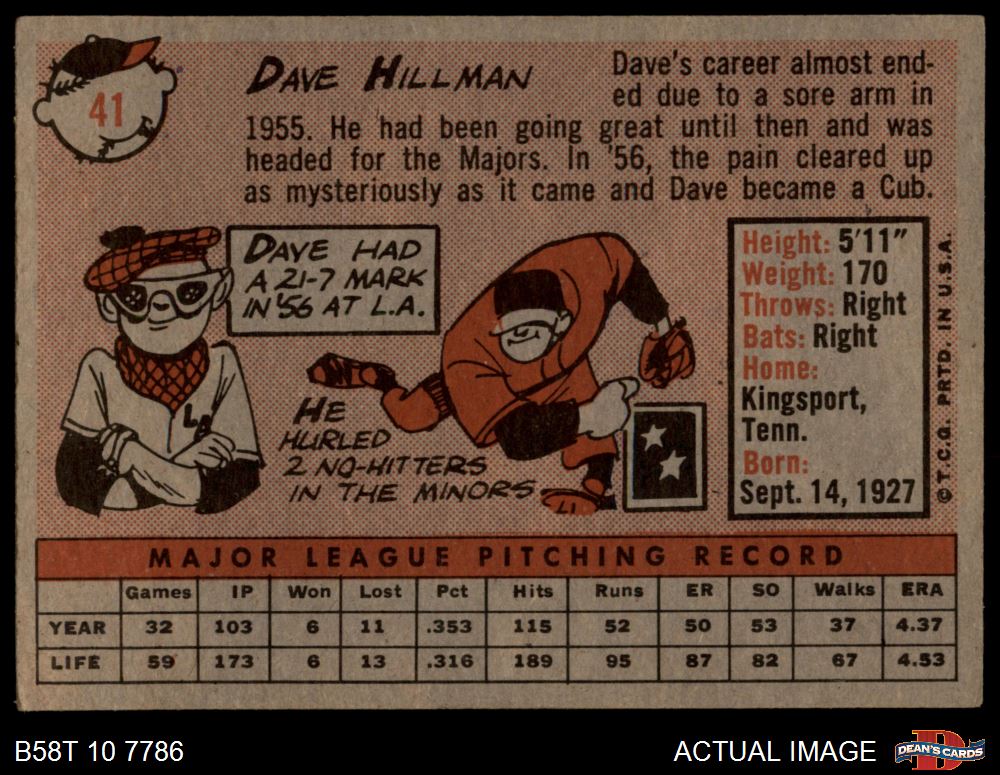 41
DAVE HILLMAN
Dave's career almost end-
ed due to a sore arm in
1955. He had been going great until then and was
headed for the Majors. In '56, the pain cleared up
as mysteriously as it came and Dave became a Cub.
DAVE HAD
A 21-7 MARK
IN '56 AT L.A.
LA
HE
HURLED
2 NO-HITTERS
IN THE MINORS
Height: 5'11"
Weight: 170
Throws: Right
Bats: Right
Home:
Kingsport,
Tenn.
Born:
Sept. 14, 1927
© T.C.G. PRTD. IN U.S.A.
MAJOR LEAGUE PITCHING RECORD
Games IP Won Lost Pct Hits Runs ER SO Walks ERA
YEAR 32 103 6 11 .353 115 52 50 53 37 4.37
LIFE 59 173 6 13 .316 189 95 87 82 67 4.53
B58T 10 7786
ACTUAL IMAGE
DEAN'S CARDS